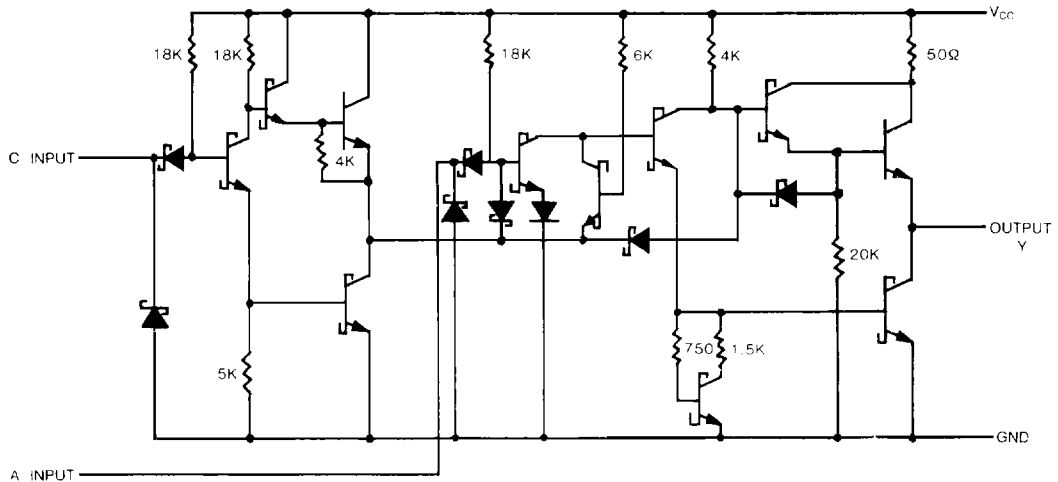 VCC
18K
18K
18K
6K
4K
50Ω
C INPUT
4K
OUTPUT
Y
20K
750
1.5K
5K
GND
A INPUT